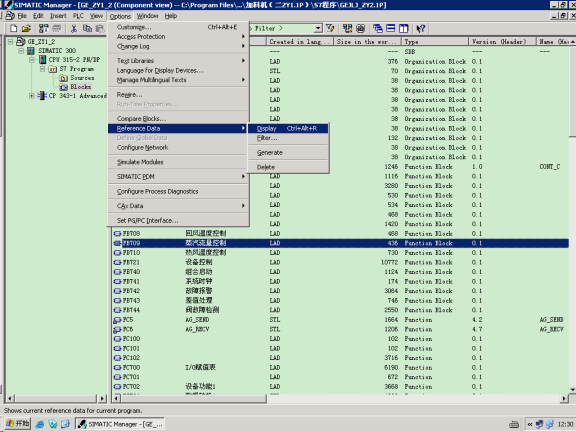 SIMATIC Manager - [GE_ZY1_2 (Component view) -- C:\Program Files\...\加料机( 二ZY1.1P )\S7程序\GEJLJ_ZY2.1P]
File Edit Insert PLC View Options Window Help
Customize... Ctrl+Alt+E
Access Protection
Change Log
Text Libraries
Language for Display Devices...
Manage Multilingual Texts
Rewire...
Run-Time Properties...
Compare Blocks...
Reference Data
Define Global Data
Configure Network
Simulate Modules
SIMATIC PDM
Configure Process Diagnostics
CAx Data
Set PG/PC Interface...
Display Ctrl+Alt+R
Filter...
Generate
Delete
Filter >
GE_ZY1_2
SIMATIC 300
CPU 315-2 PN/DP
S7 Program
Sources
Blocks
CP 343-1 Advanced
Created in lang... Size in the wor... Type Version (Header) Name (He
--- --- SDB --- ---
LAD 376 Organization Block 0.1
STL 70 Organization Block 0.1
LAD 38 Organization Block 0.1
LAD 38 Organization Block 0.1
LAD 38 Organization Block 0.1
LAD 38 Organization Block 0.1
38 Organization Block 0.1
132 Organization Block 0.1
38 Organization Block 0.1
38 Organization Block 0.1
1246 Function Block 1.0 CONT_C
LAD 1116 Function Block 0.1
LAD 3280 Function Block 0.1
LAD 530 Function Block 0.1
LAD 534 Function Block 0.1
LAD 468 Function Block 0.1
LAD 1420 Function Block 0.1
FB708 回风温度控制 LAD 468 Function Block 0.1
FB709 蒸汽流量控制 LAD 436 Function Block 0.1
FB710 热风温度控制 LAD 730 Function Block 0.1
FB721 设备控制 LAD 10772 Function Block 0.1
FB740 组合启动 LAD 1124 Function Block 0.1
FB741 系统时钟 LAD 174 Function Block 0.1
FB742 故障报警 LAD 3064 Function Block 0.1
FB743 差值处理 LAD 746 Function Block 0.1
FB744 阀故障检测 LAD 2550 Function Block 0.1
FC5 AG_SEND STL 1664 Function 4.2 AG_SEND
FC6 AG_RECV STL 1206 Function 4.7 AG_RECV
FC100 LAD 102 Function 0.1
FC101 LAD 102 Function 0.1
FC102 LAD 3716 Function 0.1
FC700 I/O赋值表 LAD 6190 Function 0.1
FC701 LAD 672 Function 0.1
FC702 设备功能1 LAD 3668 Function 0.1
Shows current reference data for current program.
开始 SIMATIC Manager - [GE_... 12:30